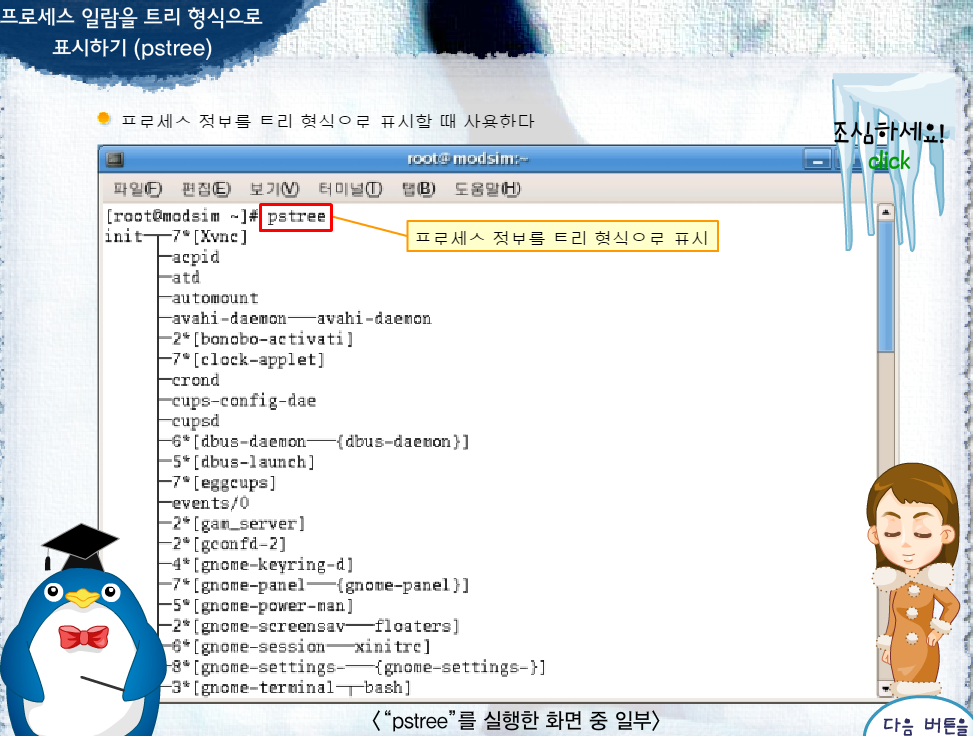 프로세스 일람을 트리 형식으로
표시하기 (pstree)
프로세스 정보를 트리 형식으로 표시할 때 사용한다
조심하세요!
click
root@modsim:~
파일(F) 편집(E) 보기(V) 터미널(T) 탭(B) 도움말(H)
[root@modsim ~]# pstree
프로세스 정보를 트리 형식으로 표시
init─┬─7*[Xvnc]
├─acpid
├─atd
├─automount
├─avahi-daemon───avahi-daemon
├─2*[bonobo-activati]
├─7*[clock-applet]
├─crond
├─cups-config-dae
├─cupsd
├─6*[dbus-daemon───{dbus-daemon}]
├─5*[dbus-launch]
├─7*[eggcups]
├─events/0
├─2*[gam_server]
├─2*[gconfd-2]
├─4*[gnome-keyring-d]
├─7*[gnome-panel───{gnome-panel}]
├─5*[gnome-power-man]
├─2*[gnome-screensav───floaters]
├─6*[gnome-session───xinitrc]
├─8*[gnome-settings-───{gnome-settings-}]
├─3*[gnome-terminal─┬─bash]
〈“pstree”를 실행한 화면 중 일부〉
다음 버튼을